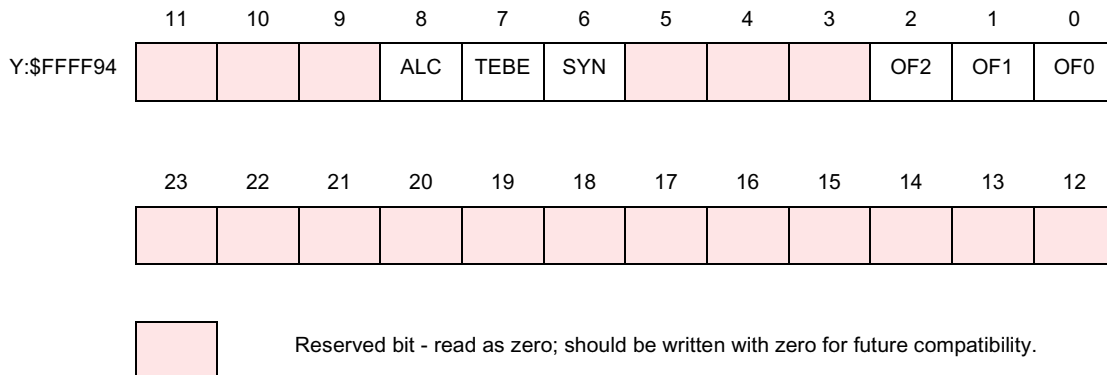 11 10 9 8 7 6 5 4 3 2 1 0
Y:$FFFF94 ALC TEBE SYN OF2 OF1 OF0
23 22 21 20 19 18 17 16 15 14 13 12
Reserved bit - read as zero; should be written with zero for future compatibility.